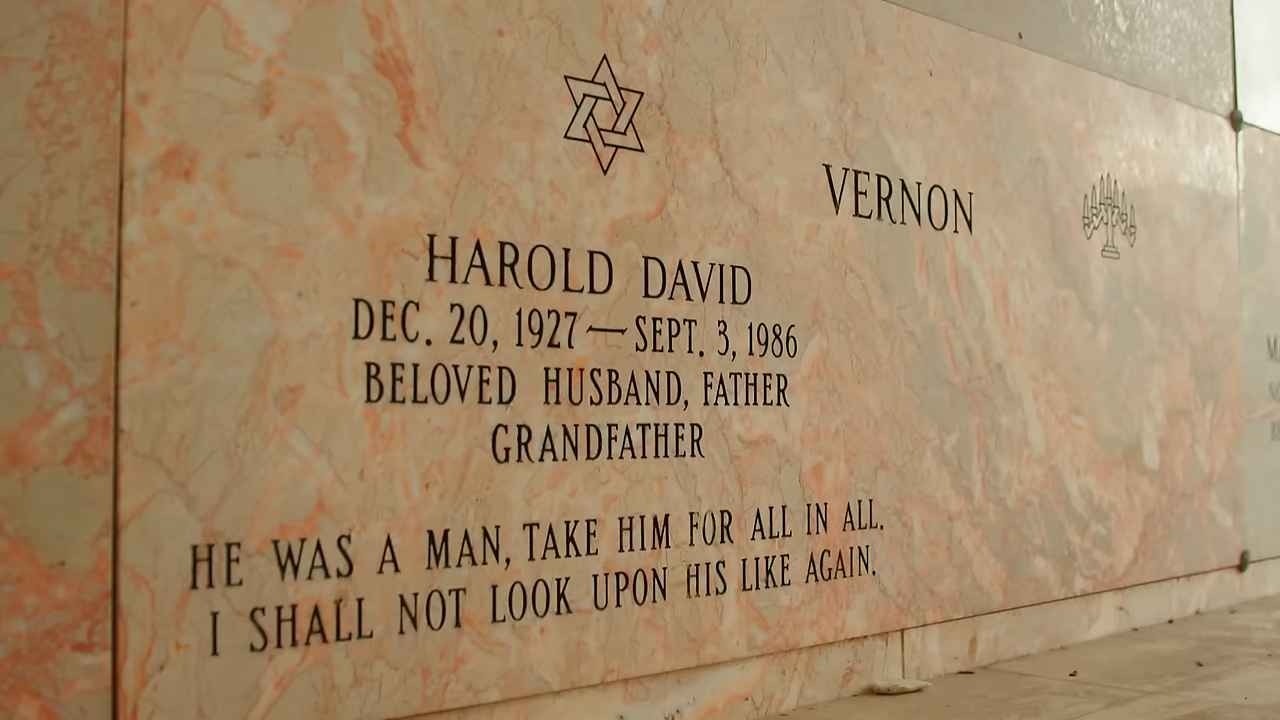 VERNON
HAROLD DAVID
DEC. 20, 1927 — SEPT. 3, 1986
BELOVED HUSBAND, FATHER
GRANDFATHER
HE WAS A MAN, TAKE HIM FOR ALL IN ALL.
I SHALL NOT LOOK UPON HIS LIKE AGAIN.